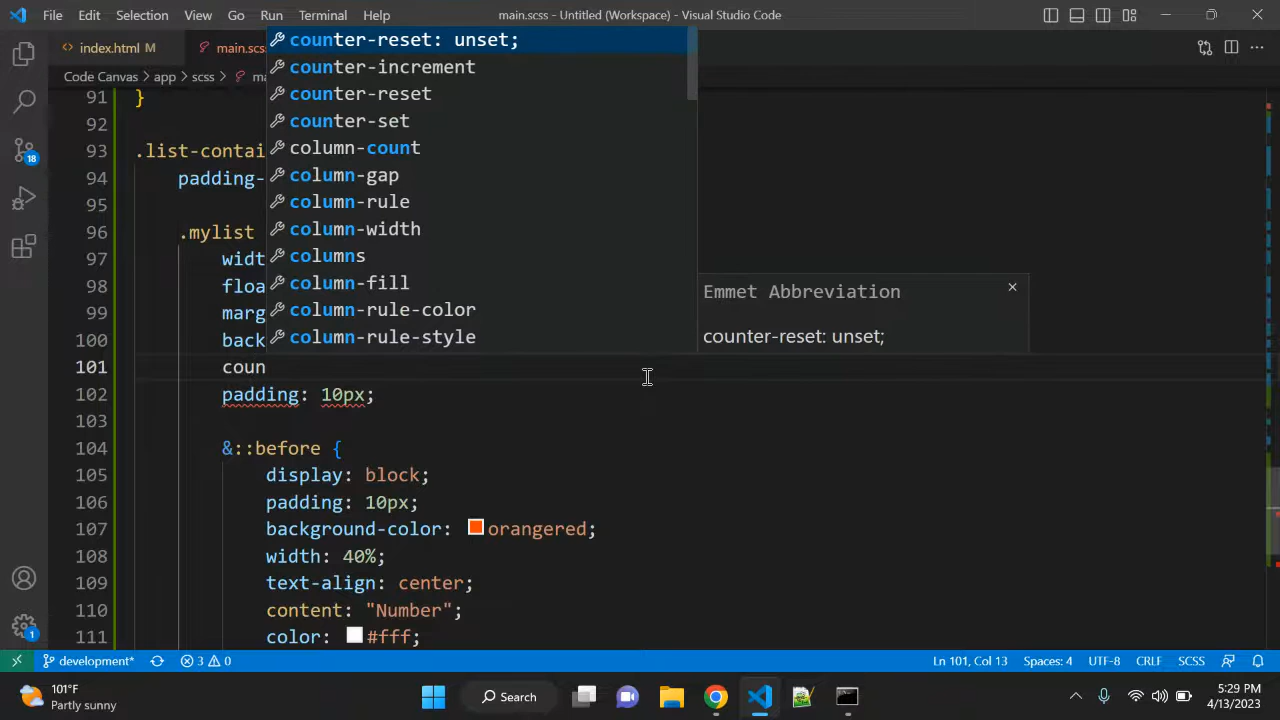 File Edit Selection View Go Run Terminal Help main.scss - Untitled (Workspace) - Visual Studio Code
index.html M main.scss
Code Canvas > app > scss >
91 }
92
93 .list-contai
94 padding-
95
96 .mylist
97 widt
98 floa
99 marg
100 back
101 coun
102 padding: 10px;
103
104 &::before {
105 display: block;
106 padding: 10px;
107 background-color: orangered;
108 width: 40%;
109 text-align: center;
110 content: "Number";
111 color: #fff;
counter-reset: unset;
counter-increment
counter-reset
counter-set
column-count
column-gap
column-rule
column-width
columns
column-fill
column-rule-color
column-rule-style
Emmet Abbreviation
counter-reset: unset;
18
1
development* 3 0 Ln 101, Col 13 Spaces: 4 UTF-8 CRLF SCSS
101°F
Partly sunny
Search
5:29 PM
4/13/2023